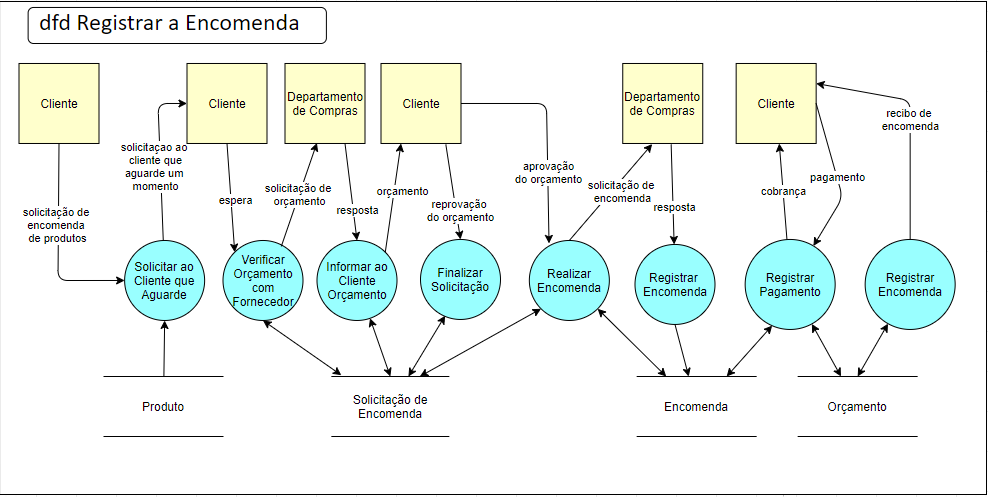 dfd Registrar a Encomenda
Cliente
Cliente
Departamento
de Compras
Cliente
Departamento
de Compras
Cliente
recibo de
encomenda
solicitaçao ao
cliente que
aguarde um
momento
aprovação
do orçamento
pagamento
solicitação de
orçamento
orçamento
solicitação de
encomenda
cobrança
espera
resposta
reprovação
do orçamento
resposta
solicitação de
encomenda
de produtos
Solicitar ao
Cliente que
Aguarde
Verificar
Orçamento
com
Fornecedor
Informar ao
Cliente
Orçamento
Finalizar
Solicitação
Realizar
Encomenda
Registrar
Encomenda
Registrar
Pagamento
Registrar
Encomenda
Produto
Solicitação de
Encomenda
Encomenda
Orçamento